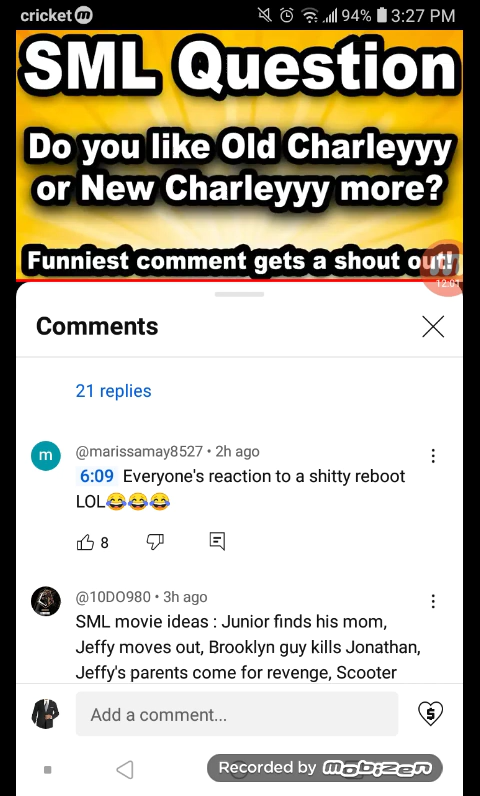 cricket 94% 3:27 PM
SML Question
Do you like Old Charleyyy
or New Charleyyy more?
Funniest comment gets a shout out!
12:01
Comments
21 replies
m @marissamay8527 • 2h ago
6:09 Everyone's reaction to a shitty reboot
LOL😂😂😂
8
@10DO980 • 3h ago
SML movie ideas : Junior finds his mom,
Jeffy moves out, Brooklyn guy kills Jonathan,
Jeffy's parents come for revenge, Scooter
Add a comment...
Recorded by mobizen